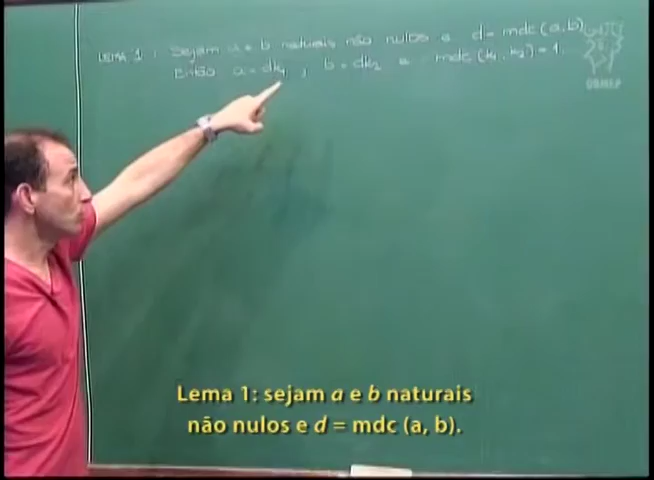 LEMA 1 : Sejam a e b naturais não nulos e d = mdc (a,b)
Então a = dk₁ , b = dk₂ e mdc (k₁, k₂) = 1.
OBMEP
Lema 1: sejam a e b naturais
não nulos e d = mdc (a, b).